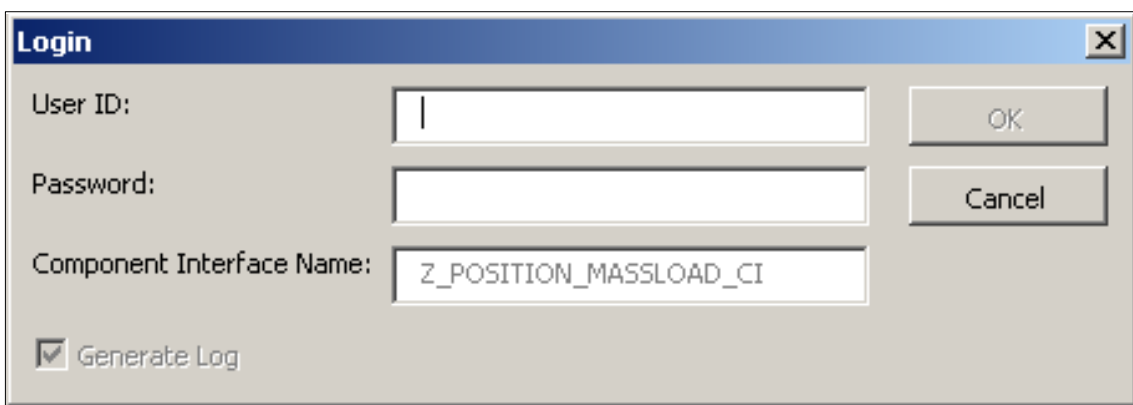 Login
User ID:
OK
Password:
Cancel
Component Interface Name:
Z_POSITION_MASSLOAD_CI
Generate Log